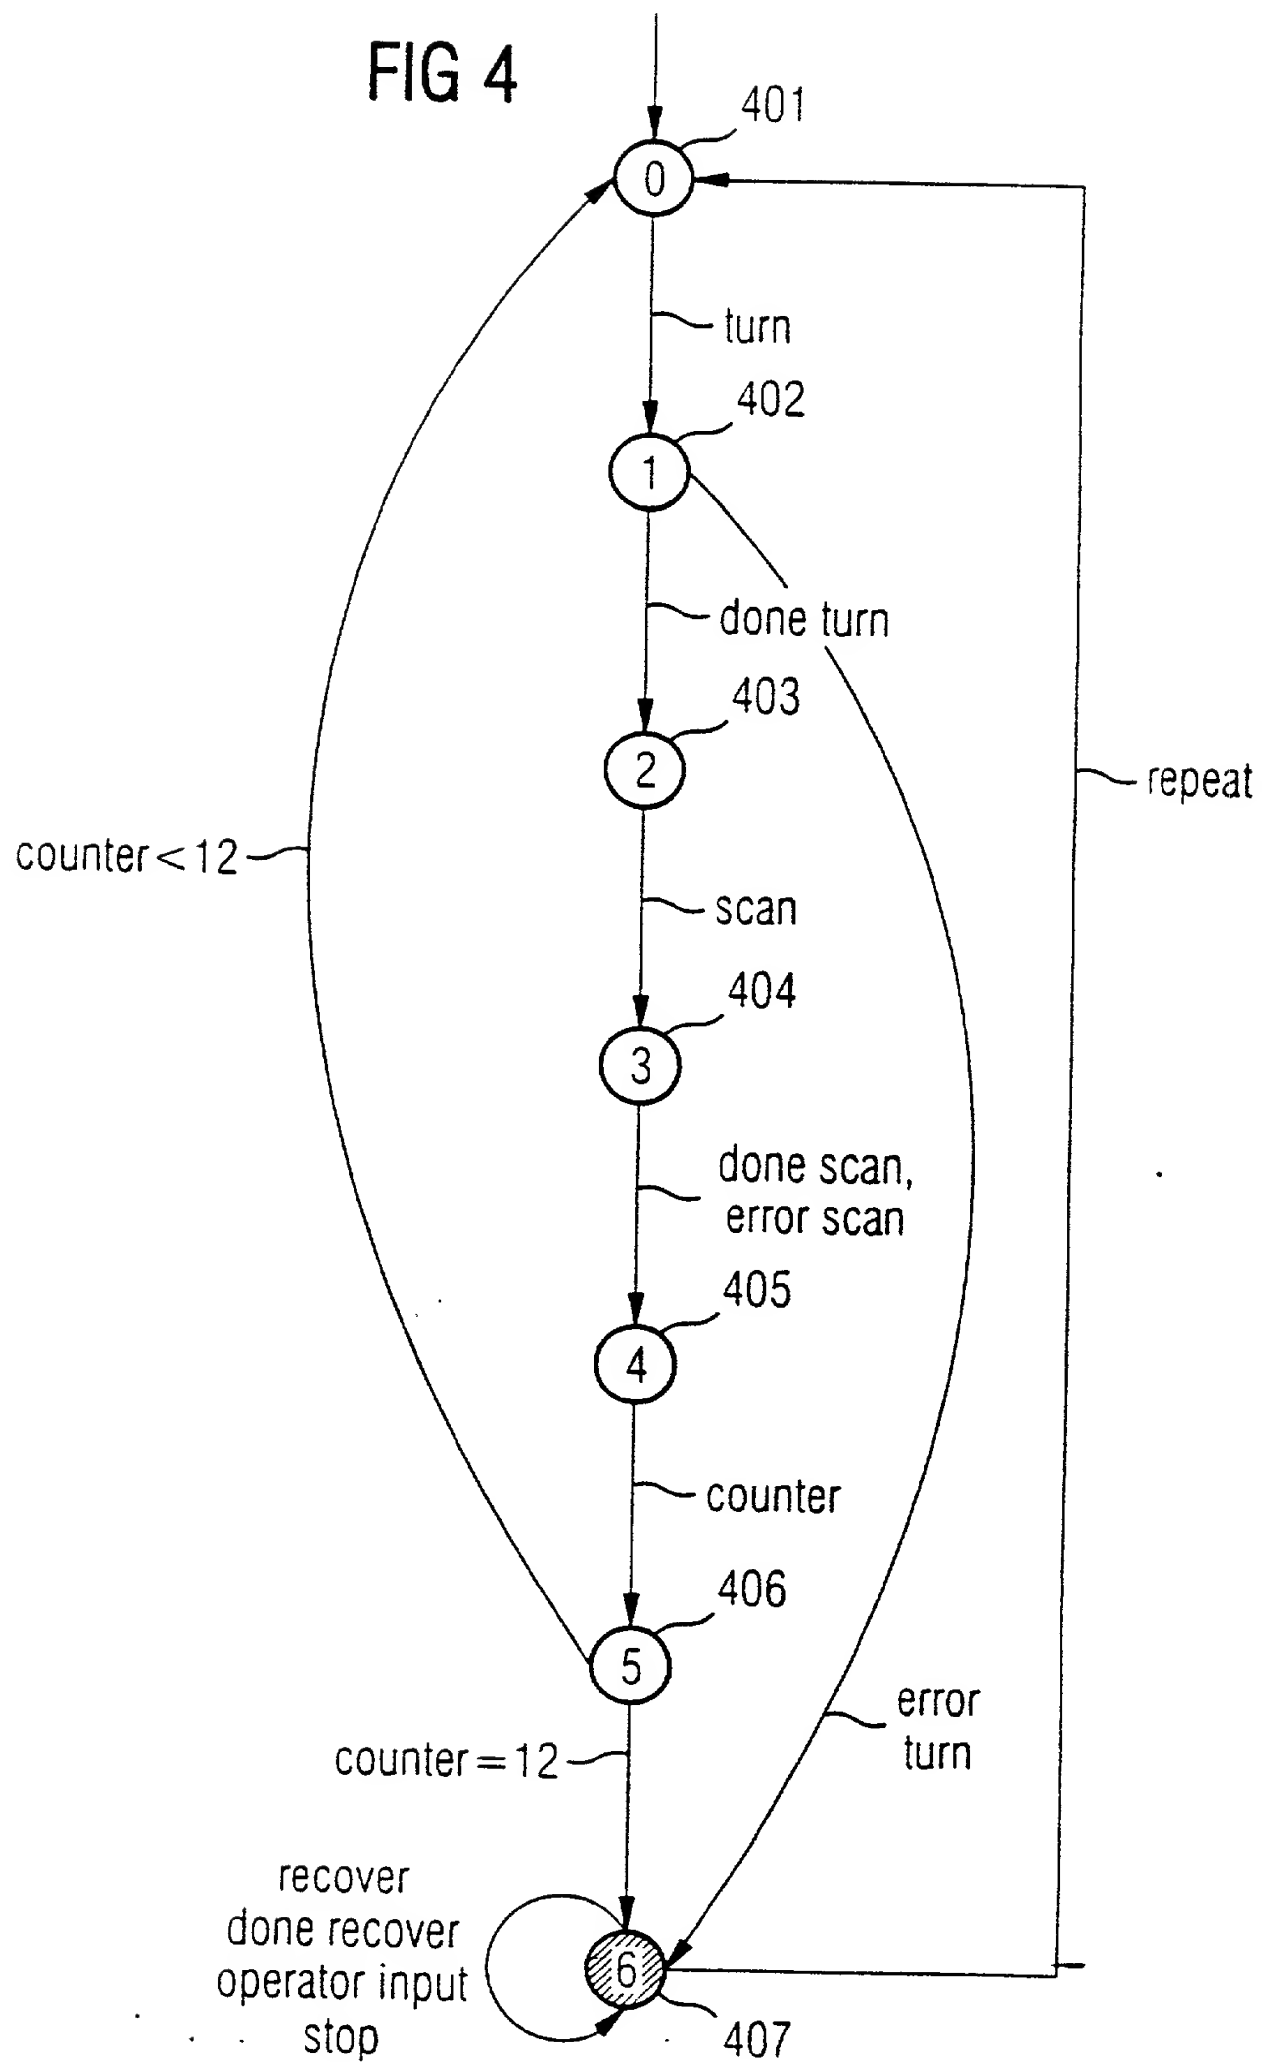 FIG 4
401
0
turn
402
1
done turn
403
2
repeat
counter<12
scan
404
3
done scan,
error scan
405
4
counter
406
5
error
turn
counter=12
recover
done recover
operator input
stop
6
407